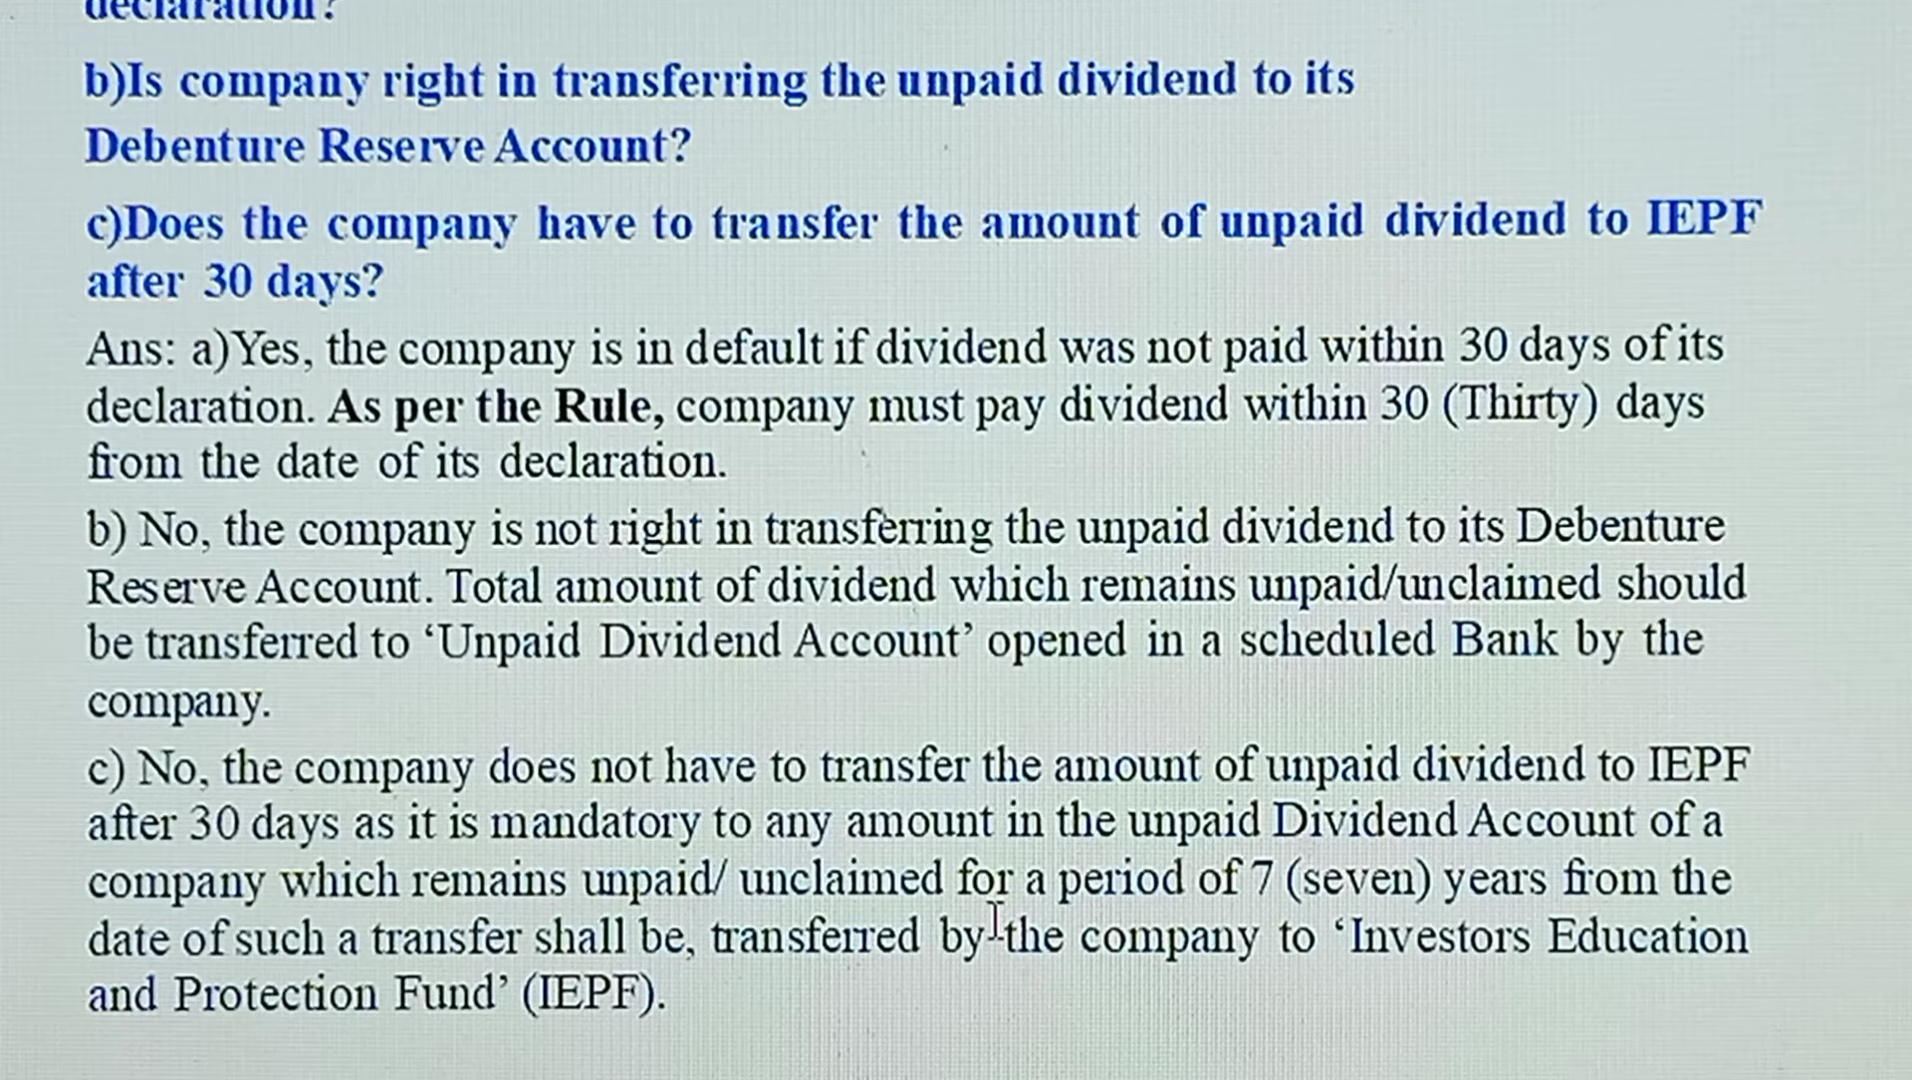 declaration?
b)Is company right in transferring the unpaid dividend to its
Debenture Reserve Account?
c)Does the company have to transfer the amount of unpaid dividend to IEPF
after 30 days?
Ans: a)Yes, the company is in default if dividend was not paid within 30 days of its
declaration. As per the Rule, company must pay dividend within 30 (Thirty) days
from the date of its declaration.
b) No, the company is not right in transferring the unpaid dividend to its Debenture
Reserve Account. Total amount of dividend which remains unpaid/unclaimed should
be transferred to ‘Unpaid Dividend Account’ opened in a scheduled Bank by the
company.
c) No, the company does not have to transfer the amount of unpaid dividend to IEPF
after 30 days as it is mandatory to any amount in the unpaid Dividend Account of a
company which remains unpaid/ unclaimed for a period of 7 (seven) years from the
date of such a transfer shall be, transferred by the company to ‘Investors Education
and Protection Fund’ (IEPF).